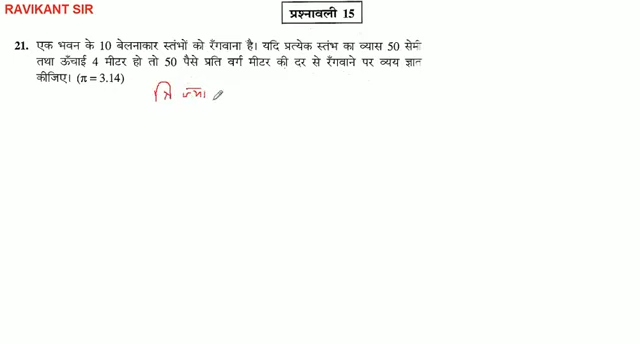 RAVIKANT SIR
प्रश्नावली 15
21. एक भवन के 10 बेलनाकार स्तंभों को रँगवाना है। यदि प्रत्येक स्तंभ का व्यास 50 सेमी
तथा ऊँचाई 4 मीटर हो तो 50 पैसे प्रति वर्ग मीटर की दर से रँगवाने पर व्यय ज्ञात
कीजिए। (π = 3.14)
त्रिज्या